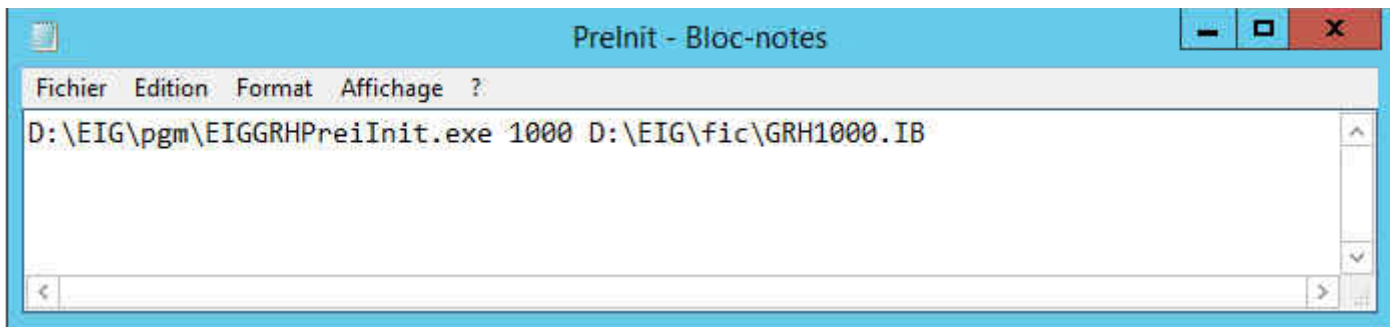 PreInit - Bloc-notes
Fichier Edition Format Affichage ?
D:\EIG\pgm\EIGGRHPreiInit.exe 1000 D:\EIG\fic\GRH1000.IB